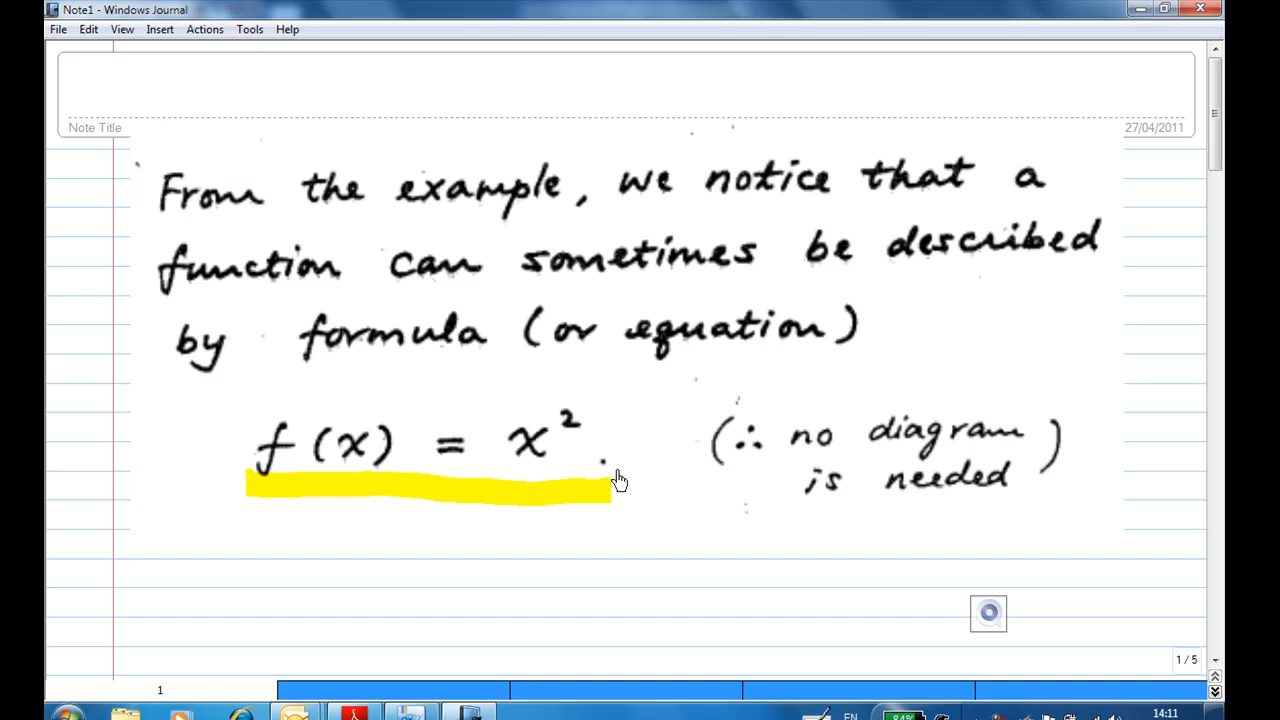 Note1 - Windows Journal
File Edit View Insert Actions Tools Help
Note Title
27/04/2011
From the example, we notice that a
function can sometimes be described
by formula (or equation)
f(x) = x². (∴ no diagram
is needed)
1 / 5
1
84%
EN
14:11